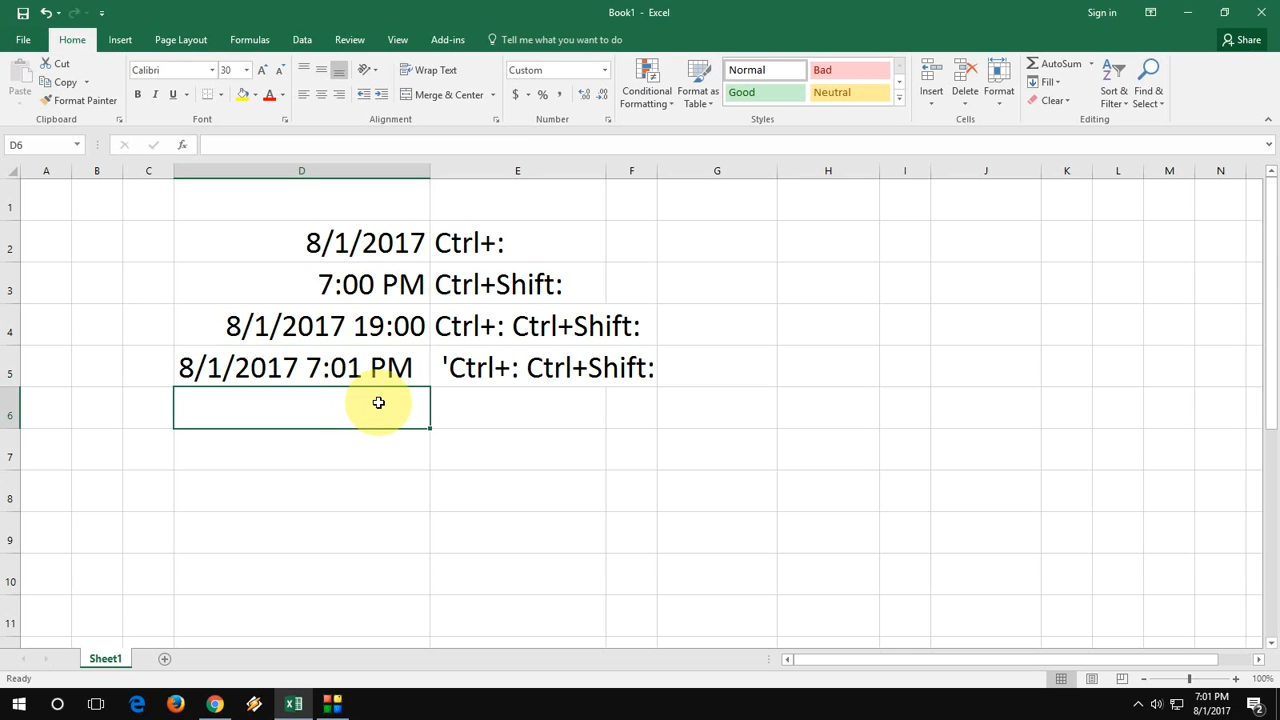 Book1 - Excel
Sign in
File Home Insert Page Layout Formulas Data Review View Add-ins Tell me what you want to do Share
Paste
Cut
Copy
Format Painter
Clipboard
Calibri 30
B I U
Font
Wrap Text
Merge & Center
Alignment
Custom
$ % ,
Number
Conditional Formatting
Format as Table
Normal Bad
Good Neutral
Styles
Insert Delete Format
Cells
AutoSum
Fill
Clear
Sort & Filter
Find & Select
Editing
D6 fx
A B C D E F G H I J K L M N
1
2 8/1/2017 Ctrl+:
3 7:00 PM Ctrl+Shift:
4 8/1/2017 19:00 Ctrl+: Ctrl+Shift:
5 8/1/2017 7:01 PM 'Ctrl+: Ctrl+Shift:
6
7
8
9
10
11
Sheet1
Ready 100%
7:01 PM
8/1/2017
2